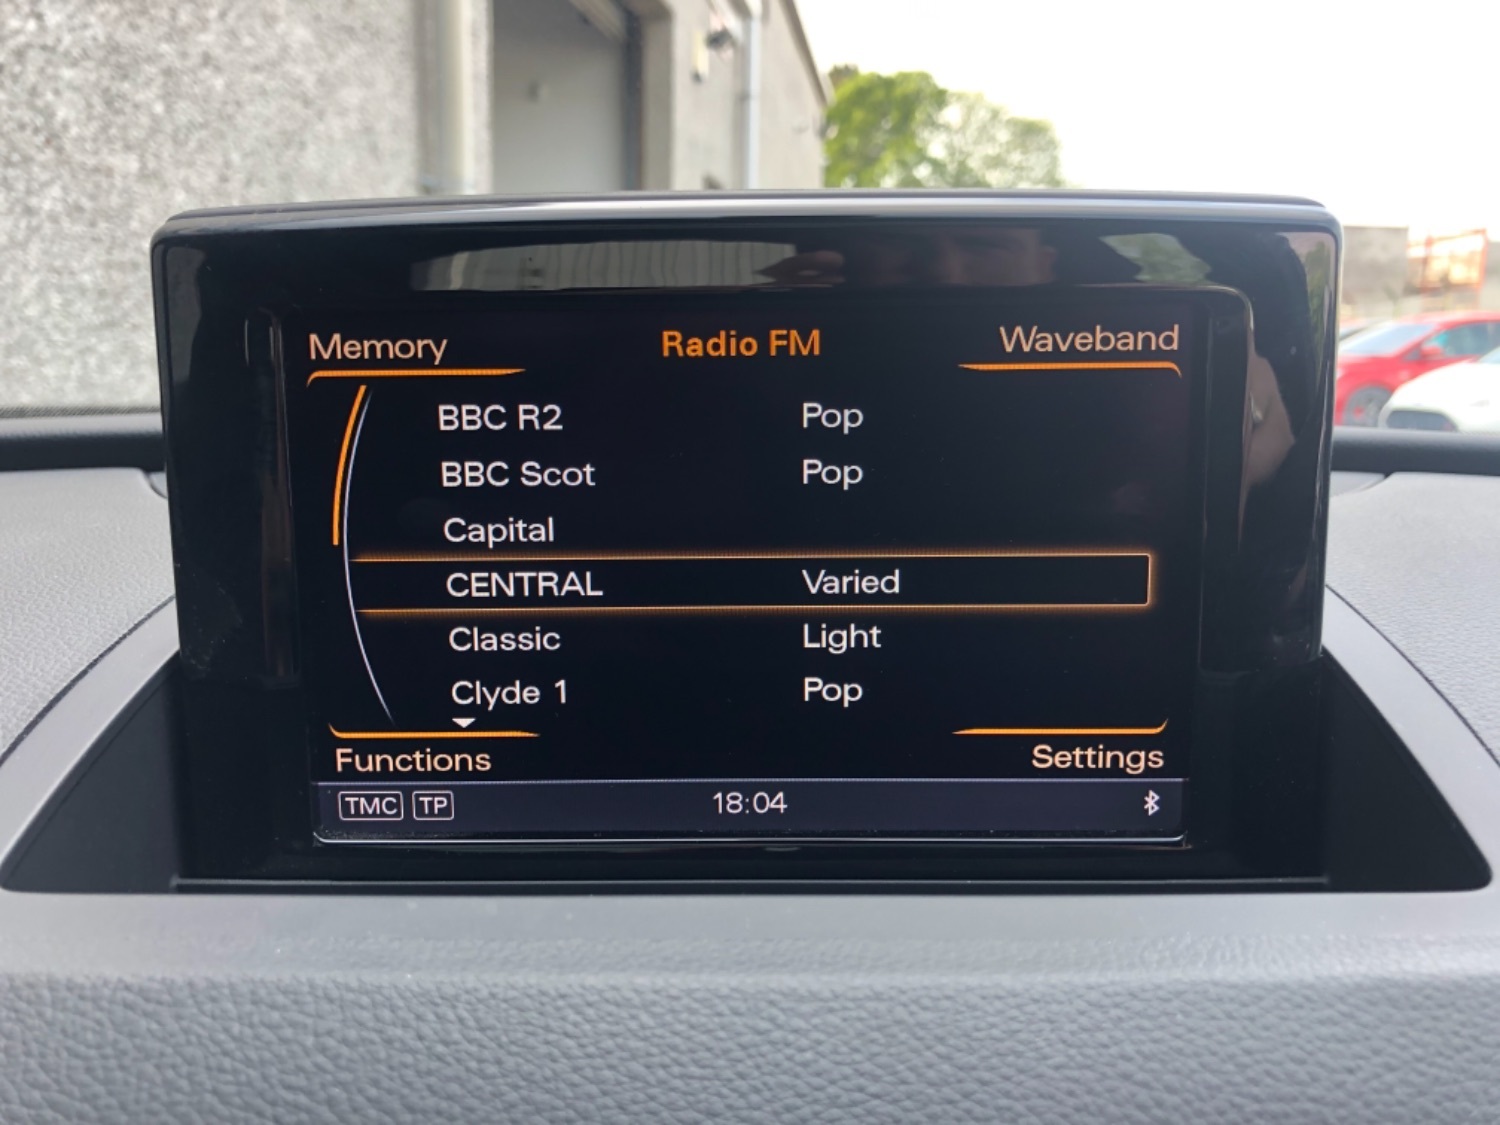 Memory Radio FM Waveband
BBC R2 Pop
BBC Scot Pop
Capital
CENTRAL Varied
Classic Light
Clyde 1 Pop
Functions Settings
TMC TP 18:04